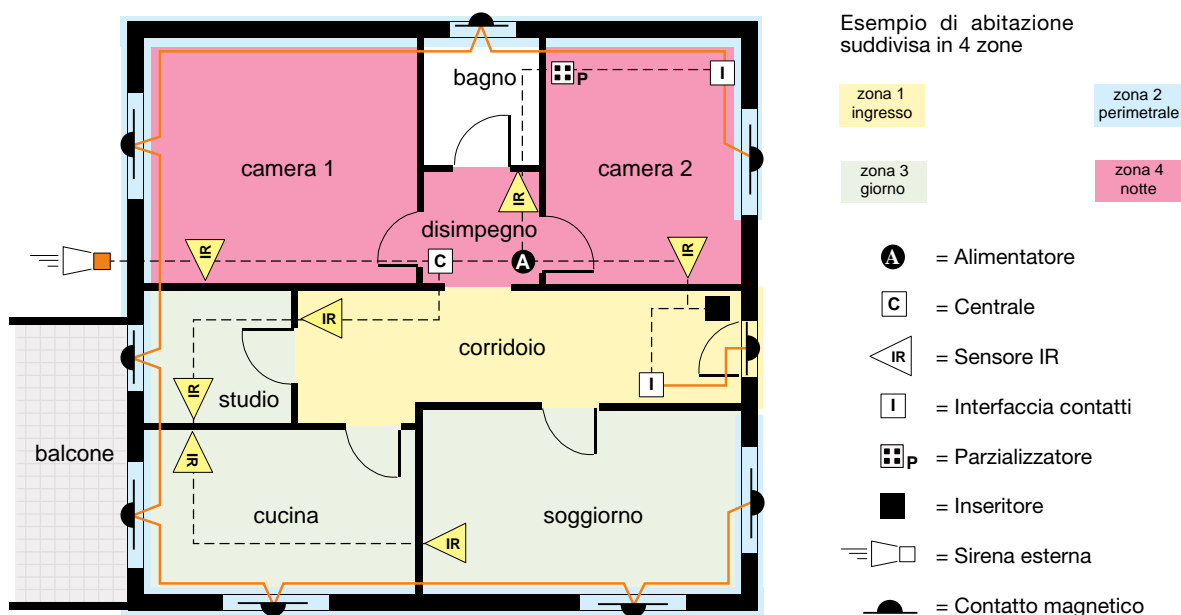 Esempio di abitazione
suddivisa in 4 zone
zona 1
ingresso
zona 2
perimetrale
zona 3
giorno
zona 4
notte
A = Alimentatore
C = Centrale
IR = Sensore IR
I = Interfaccia contatti
P = Parzializzatore
= Inseritore
= Sirena esterna
= Contatto magnetico
bagno
P
I
camera 1
camera 2
IR
disimpegno
IR
C
A
IR
IR
corridoio
I
IR
studio
balcone
IR
cucina
soggiorno
IR